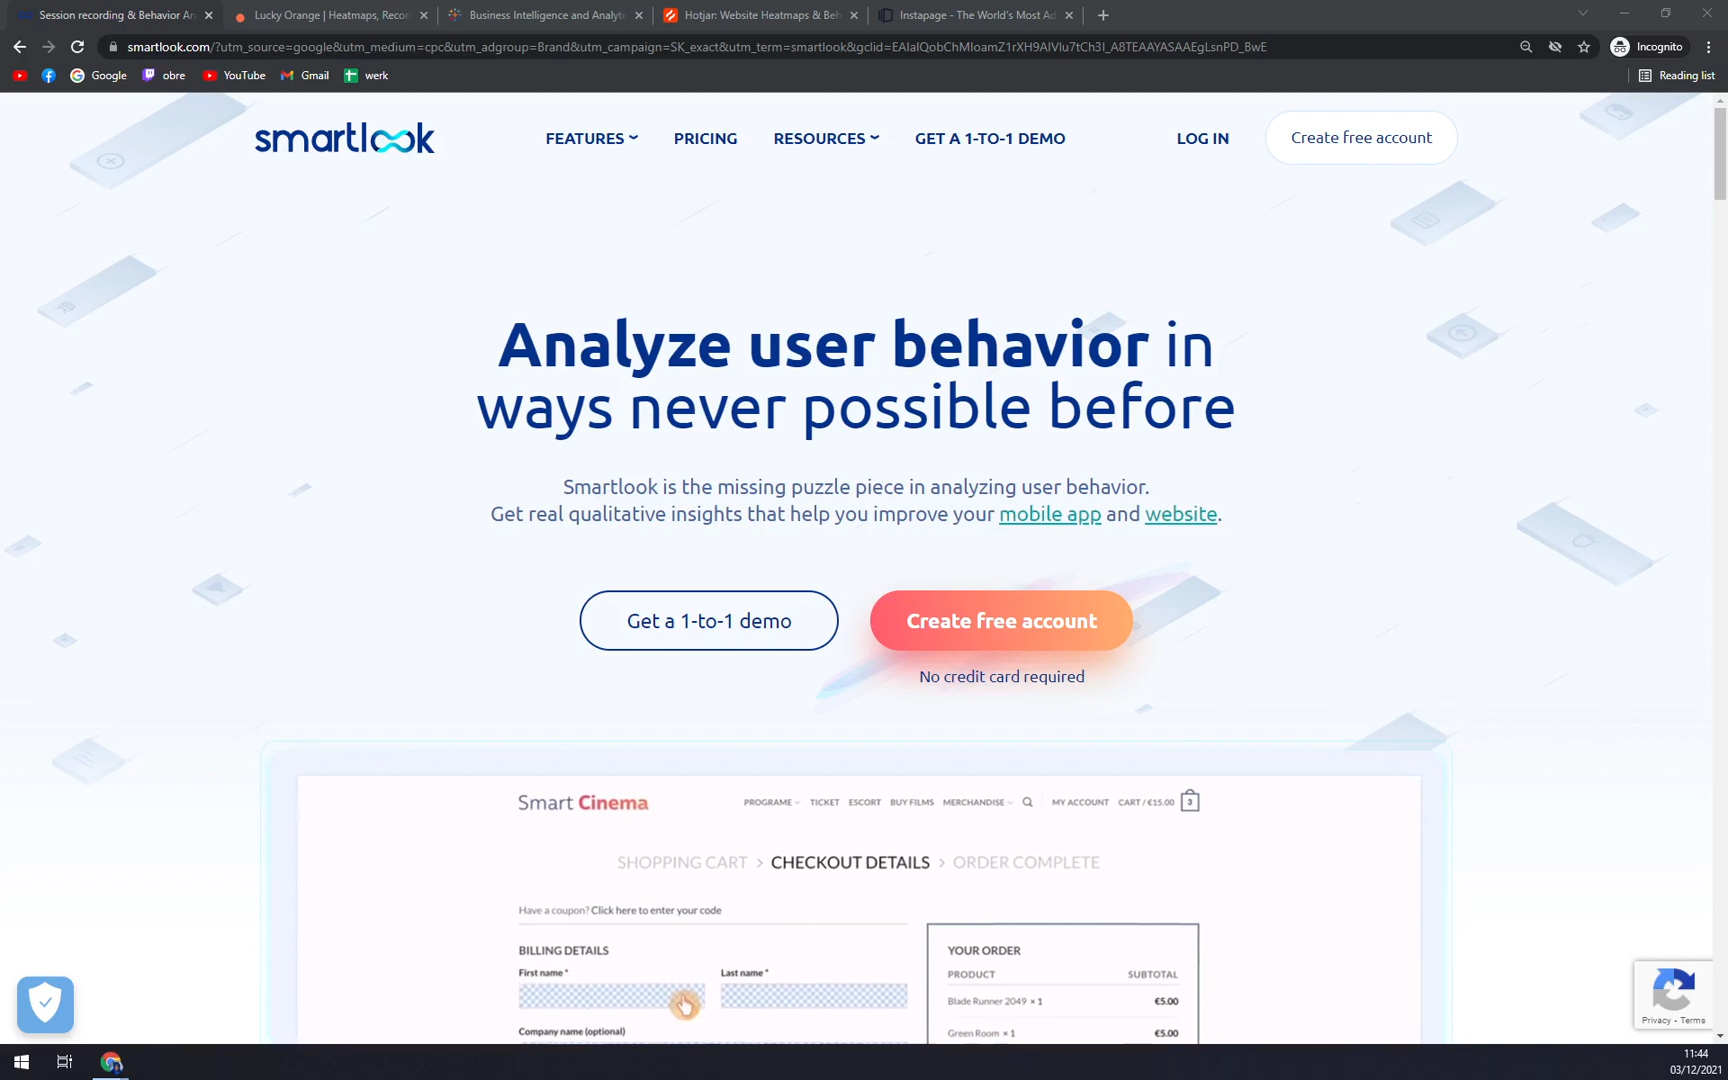 Session recording & Behavior An
Lucky Orange | Heatmaps, Recor
Business Intelligence and Analyt
Hotjar: Website Heatmaps & Beh
Instapage - The World's Most Ad
smartlook.com/?utm_source=google&utm_medium=cpc&utm_adgroup=Brand&utm_campaign=SK_exact&utm_term=smartlook&gclid=EAIaIQobChMIoamZ1rXH9AIVlu7tCh3I_A8TEAAYASAAEgLsnPD_BwE
Incognito
Google
obre
YouTube
Gmail
werk
Reading list
smartlook
FEATURES
PRICING
RESOURCES
GET A 1-TO-1 DEMO
LOG IN
Create free account
Analyze user behavior in
ways never possible before
Smartlook is the missing puzzle piece in analyzing user behavior.
Get real qualitative insights that help you improve your mobile app and website.
Get a 1-to-1 demo
Create free account
No credit card required
Smart Cinema
PROGRAME
TICKET
ESCORT
BUY FILMS
MERCHANDISE
MY ACCOUNT
CART / €15.00
3
SHOPPING CART > CHECKOUT DETAILS > ORDER COMPLETE
Have a coupon? Click here to enter your code
BILLING DETAILS
First name *
Last name *
Company name (optional)
YOUR ORDER
PRODUCT SUBTOTAL
Blade Runner 2049 × 1 €5.00
Green Room × 1 €5.00
Privacy - Terms
11:44
03/12/2021